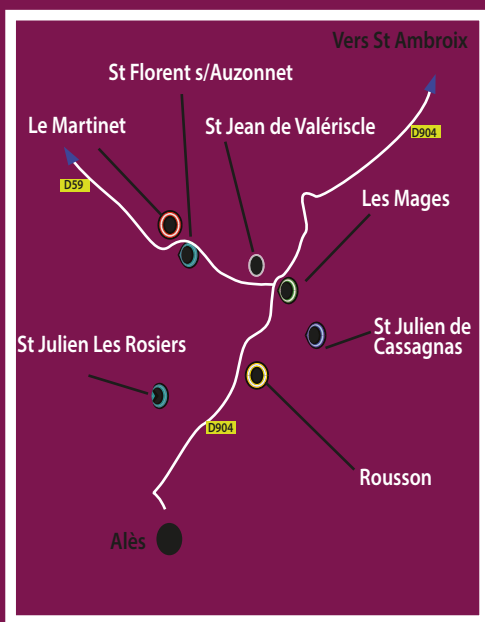 Vers St Ambroix
St Florent s/Auzonnet
Le Martinet
St Jean de Valériscle
D904
D59
Les Mages
St Julien de
Cassagnas
St Julien Les Rosiers
D904
Rousson
Alès